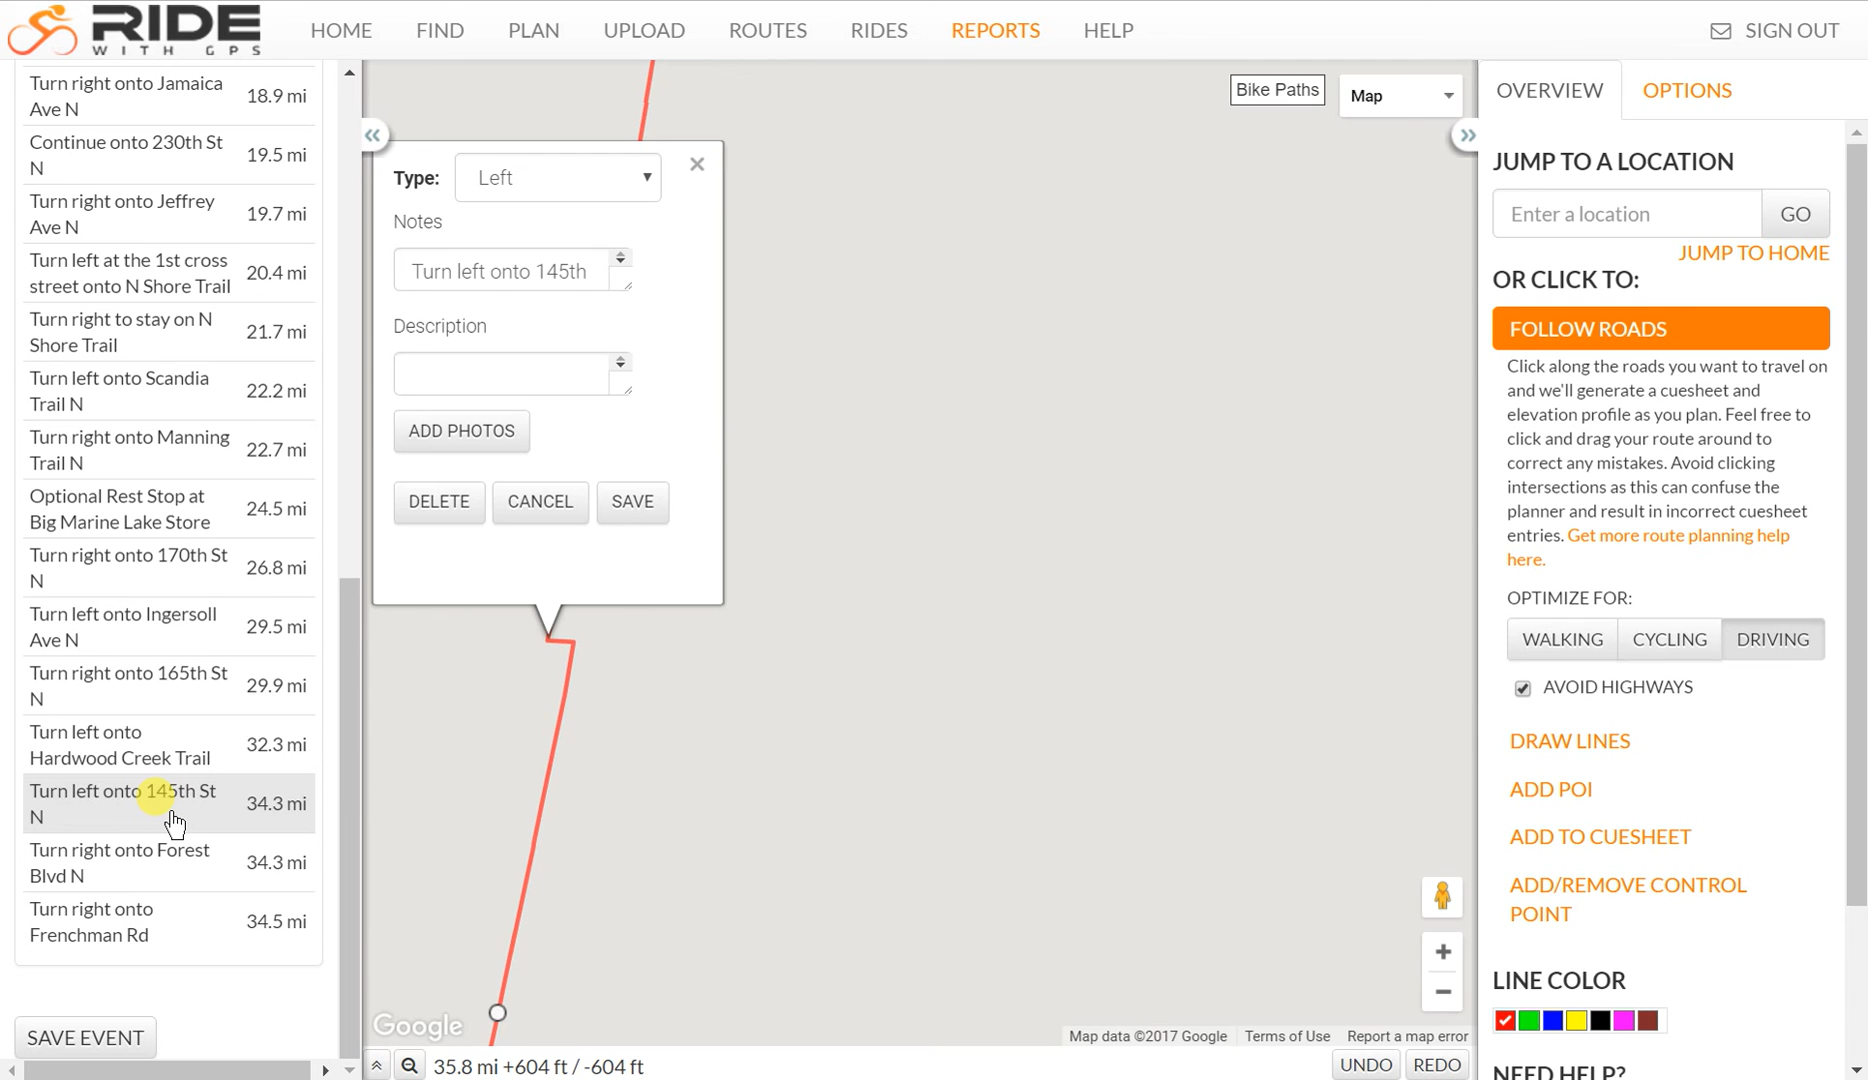 RIDE
WITH GPS
HOME
FIND
PLAN
UPLOAD
ROUTES
RIDES
REPORTS
HELP
SIGN OUT
Turn right onto Jamaica
Ave N
18.9 mi
Continue onto 230th St
N
19.5 mi
Turn right onto Jeffrey
Ave N
19.7 mi
Turn left at the 1st cross
street onto N Shore Trail
20.4 mi
Turn right to stay on N
Shore Trail
21.7 mi
Turn left onto Scandia
Trail N
22.2 mi
Turn right onto Manning
Trail N
22.7 mi
Optional Rest Stop at
Big Marine Lake Store
24.5 mi
Turn right onto 170th St
N
26.8 mi
Turn left onto Ingersoll
Ave N
29.5 mi
Turn right onto 165th St
N
29.9 mi
Turn left onto
Hardwood Creek Trail
32.3 mi
Turn left onto 145th St
N
34.3 mi
Turn right onto Forest
Blvd N
34.3 mi
Turn right onto
Frenchman Rd
34.5 mi
SAVE EVENT
Type: Left
Notes
Turn left onto 145th
Description
ADD PHOTOS
DELETE
CANCEL
SAVE
Bike Paths
Map
Google
Map data ©2017 Google
Terms of Use
Report a map error
35.8 mi +604 ft / -604 ft
UNDO
REDO
OVERVIEW
OPTIONS
JUMP TO A LOCATION
Enter a location
GO
JUMP TO HOME
OR CLICK TO:
FOLLOW ROADS
Click along the roads you want to travel on
and we'll generate a cuesheet and
elevation profile as you plan. Feel free to
click and drag your route around to
correct any mistakes. Avoid clicking
intersections as this can confuse the
planner and result in incorrect cuesheet
entries. Get more route planning help
here.
OPTIMIZE FOR:
WALKING
CYCLING
DRIVING
AVOID HIGHWAYS
DRAW LINES
ADD POI
ADD TO CUESHEET
ADD/REMOVE CONTROL
POINT
LINE COLOR
NEED HELP?